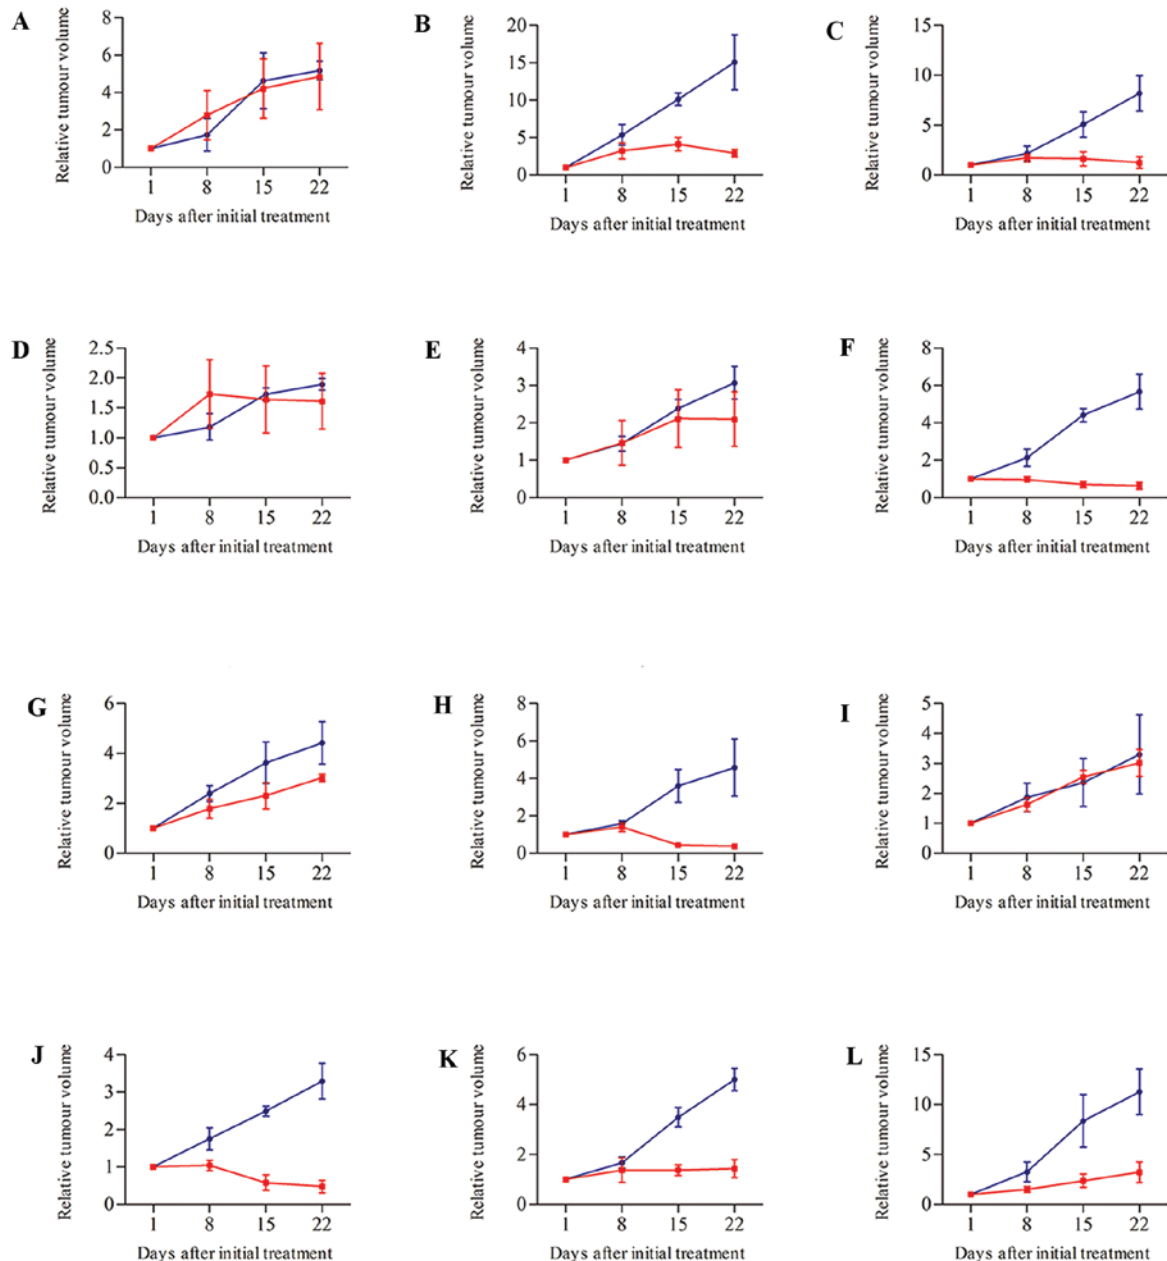 A
Relative tumour volume
8
6
4
2
0
1 8 15 22
Days after initial treatment
B
Relative tumour volume
20
15
10
5
0
1 8 15 22
Days after initial treatment
C
Relative tumour volume
15
10
5
0
1 8 15 22
Days after initial treatment
D
Relative tumour volume
2.5
2.0
1.5
1.0
0.5
0.0
1 8 15 22
Days after initial treatment
E
Relative tumour volume
4
3
2
1
0
1 8 15 22
Days after initial treatment
F
Relative tumour volume
8
6
4
2
0
1 8 15 22
Days after initial treatment
G
Relative tumour volume
6
4
2
0
1 8 15 22
Days after initial treatment
H
Relative tumour volume
8
6
4
2
0
1 8 15 22
Days after initial treatment
I
Relative tumour volume
5
4
3
2
1
0
1 8 15 22
Days after initial treatment
J
Relative tumour volume
4
3
2
1
0
1 8 15 22
Days after initial treatment
K
Relative tumour volume
6
4
2
0
1 8 15 22
Days after initial treatment
L
Relative tumour volume
15
10
5
0
1 8 15 22
Days after initial treatment